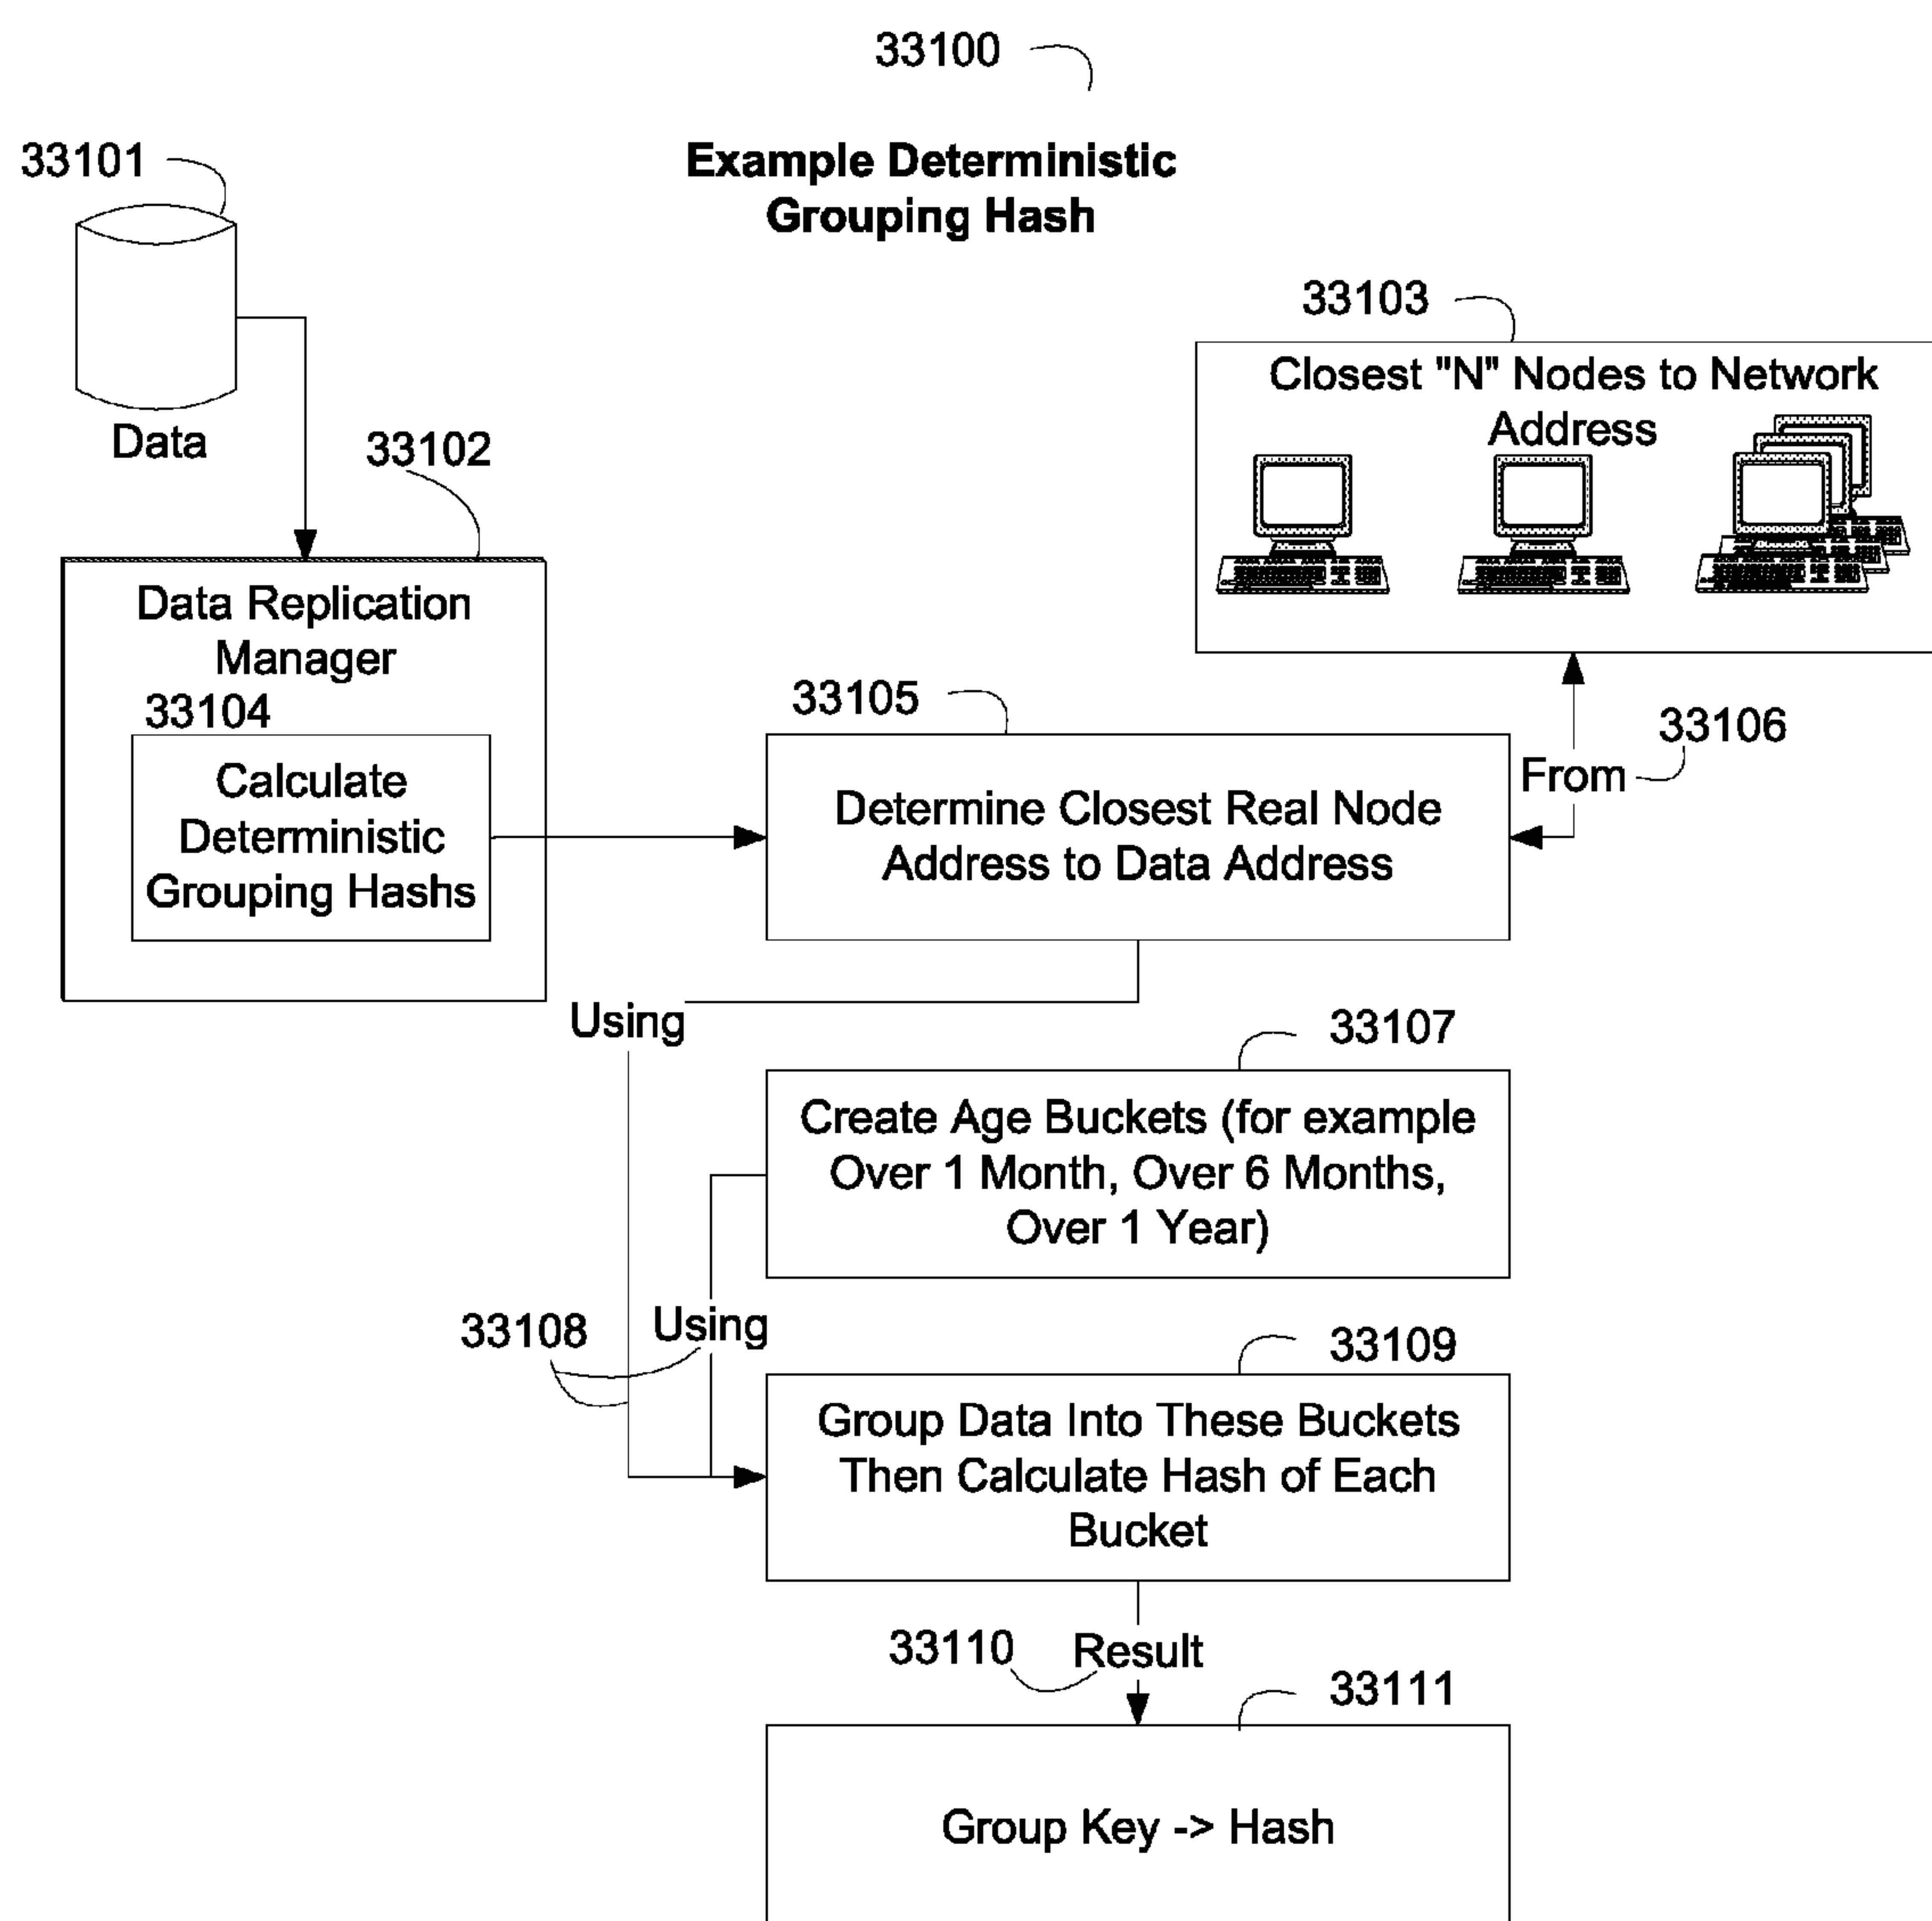 33100
Example Deterministic
Grouping Hash
33101
Data
33102
Data Replication
Manager
33104
Calculate
Deterministic
Grouping Hashs
33103
Closest "N" Nodes to Network
Address
33105
Determine Closest Real Node
Address to Data Address
33106
From
Using
33107
Create Age Buckets (for example
Over 1 Month, Over 6 Months,
Over 1 Year)
33108
Using
33109
Group Data Into These Buckets
Then Calculate Hash of Each
Bucket
33110
Result
33111
Group Key -> Hash